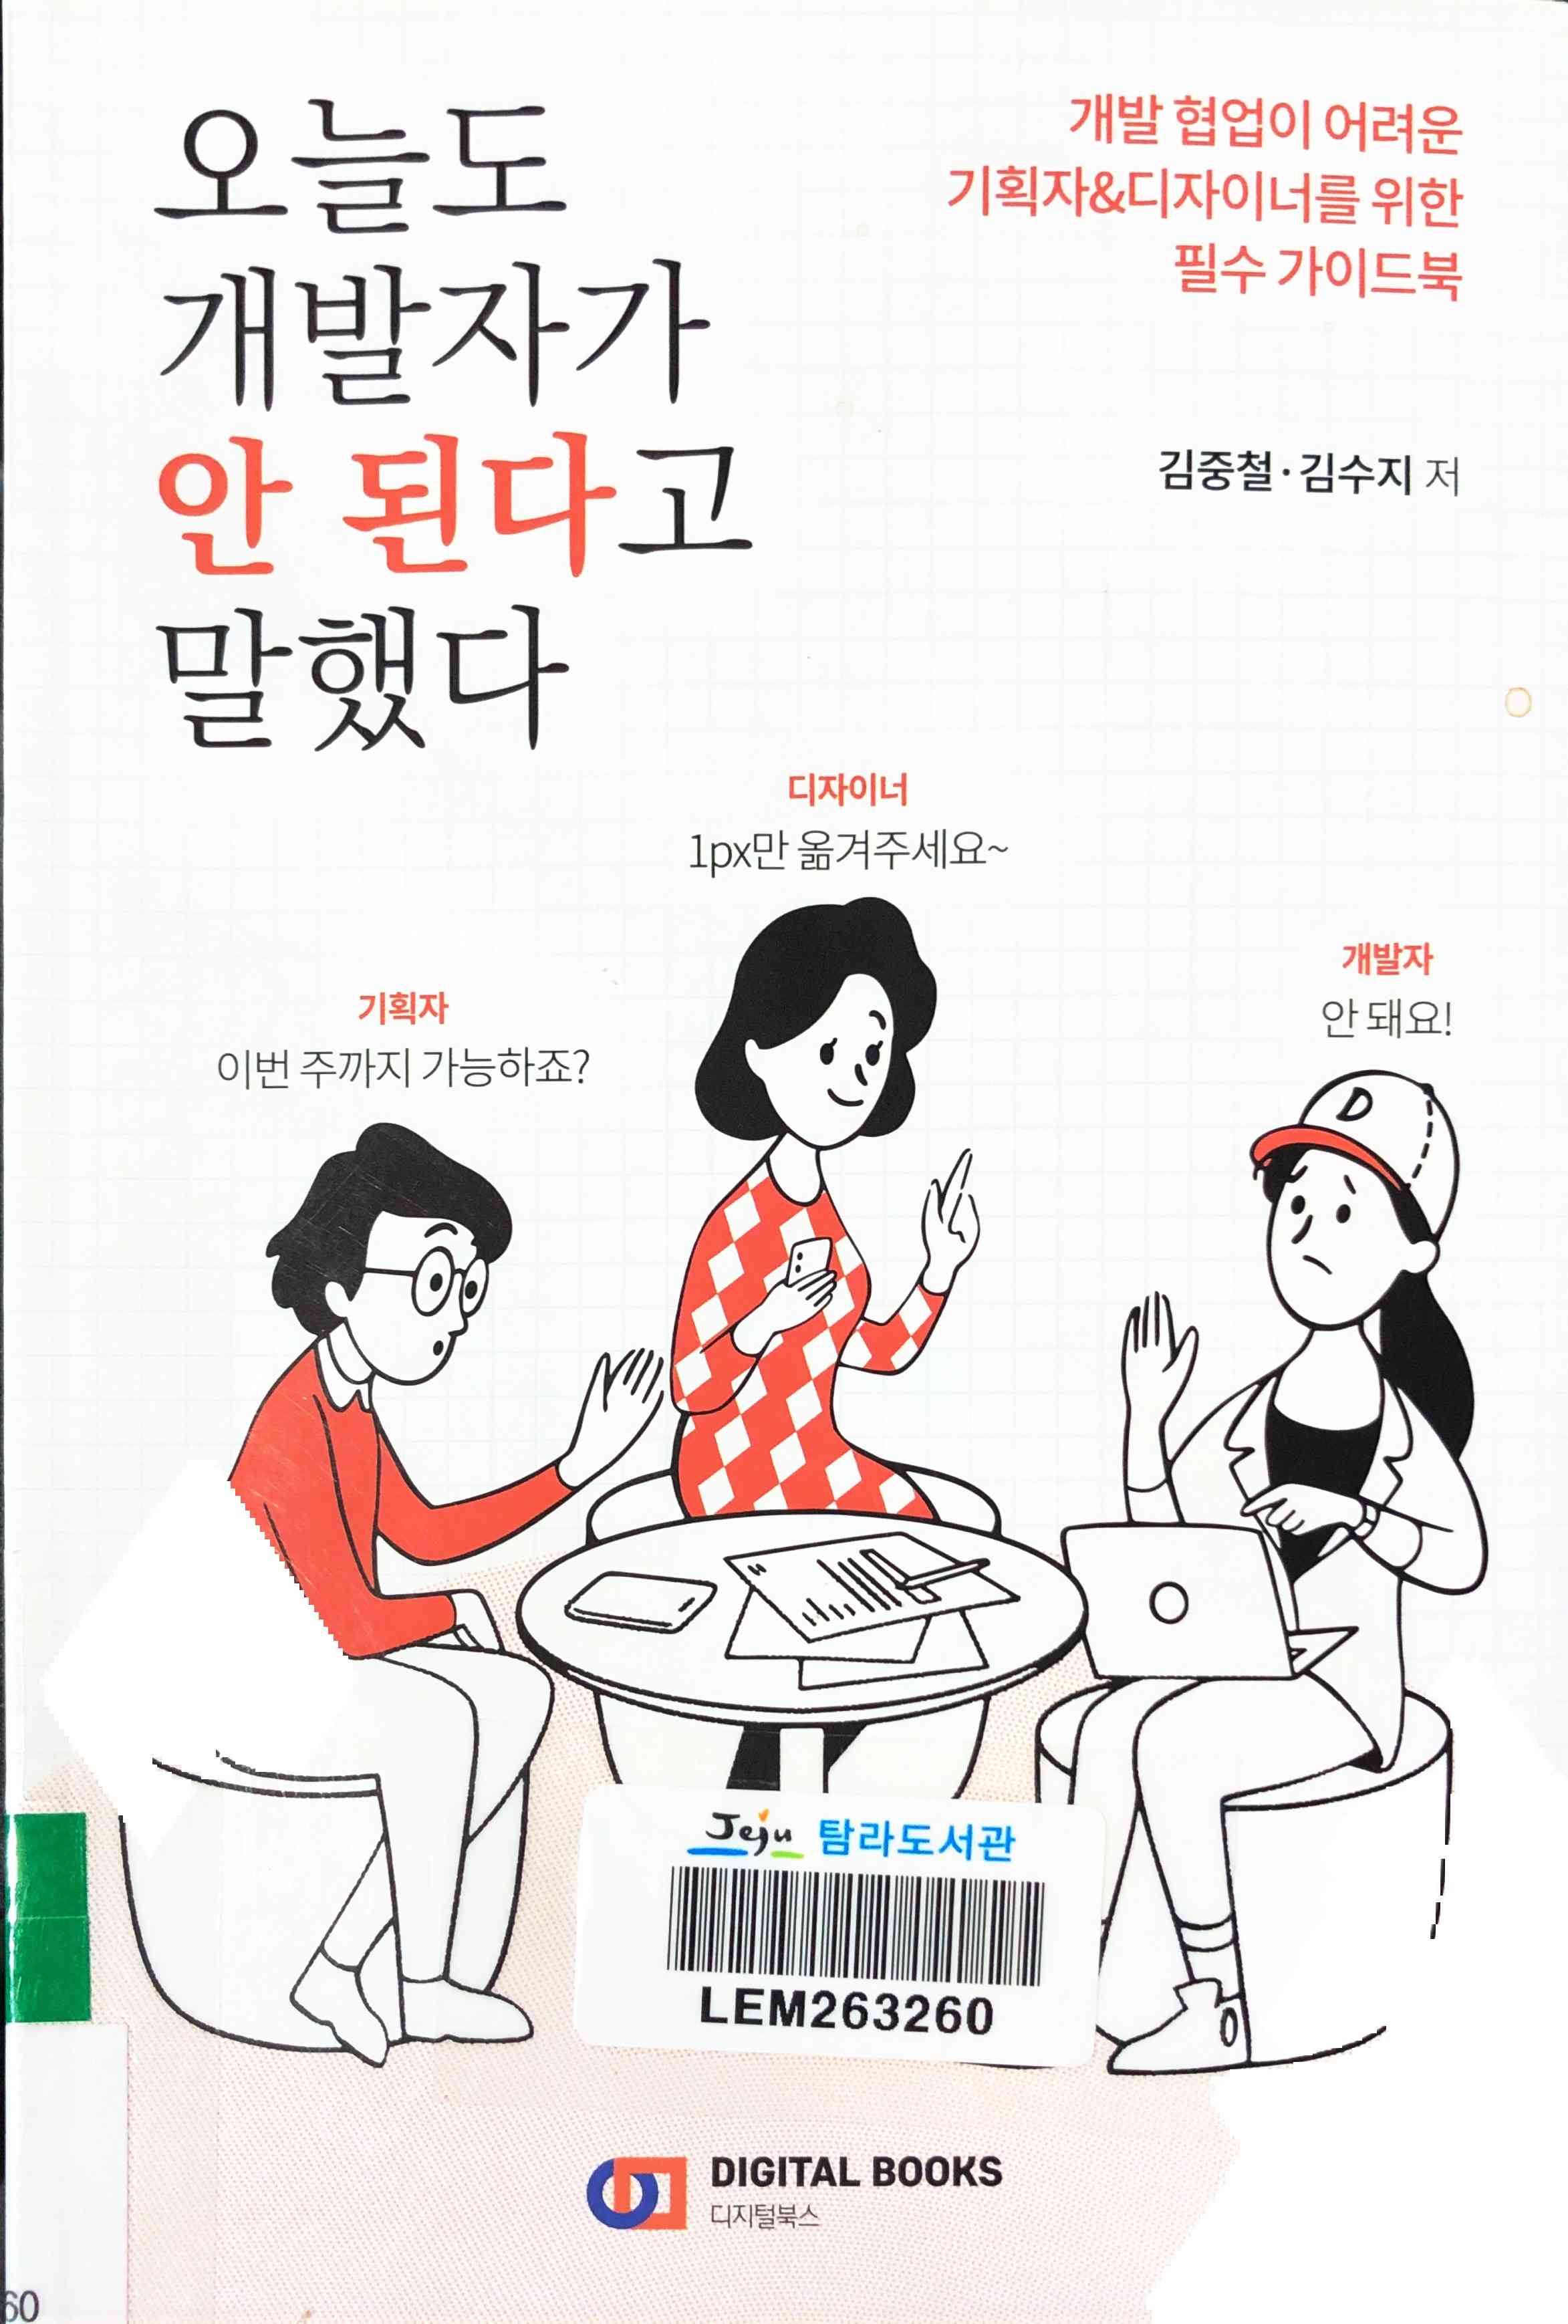 오늘도
개발자가
안 된다고
말했다
개발 협업이 어려운
기획자&디자이너를 위한
필수 가이드북
김중철·김수지 저
디자이너
1px만 옮겨주세요~
개발자
안 돼요!
기획자
이번 주까지 가능하죠?
D
Jeju 탐라도서관
LEM263260
DIGITAL BOOKS
디지털북스
60